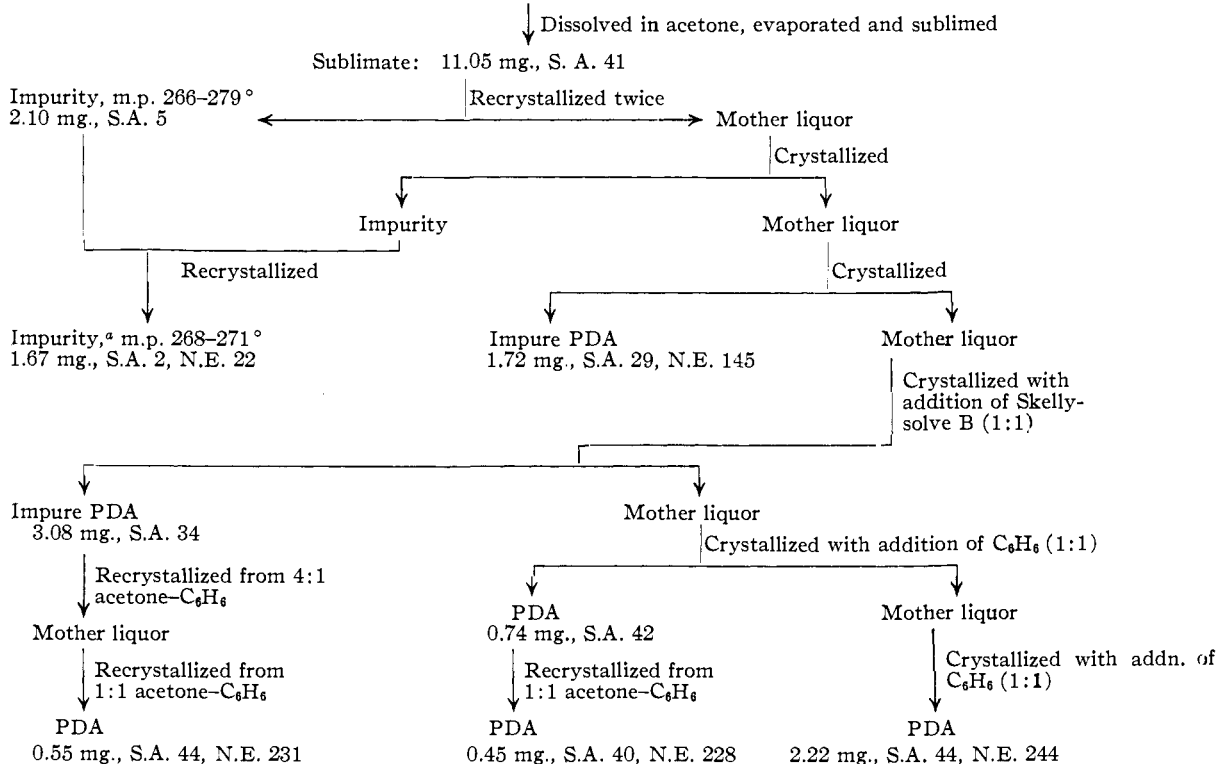 Dissolved in acetone, evaporated and sublimed
Sublimate: 11.05 mg., S. A. 41
Impurity, m.p. 266–279°
2.10 mg., S.A. 5
Recrystallized twice
Mother liquor
Crystallized
Impurity
Mother liquor
Recrystallized
Crystallized
Impurity,ᵃ m.p. 268–271°
1.67 mg., S.A. 2, N.E. 22
Impure PDA
1.72 mg., S.A. 29, N.E. 145
Mother liquor
Crystallized with
addition of Skelly-
solve B (1:1)
Impure PDA
3.08 mg., S.A. 34
Mother liquor
Crystallized with addition of C₆H₆ (1:1)
Recrystallized from 4:1
acetone–C₆H₆
Mother liquor
PDA
0.74 mg., S.A. 42
Mother liquor
Recrystallized from
1:1 acetone–C₆H₆
Recrystallized from
1:1 acetone–C₆H₆
Crystallized with addn. of
C₆H₆ (1:1)
PDA
0.55 mg., S.A. 44, N.E. 231
PDA
0.45 mg., S.A. 40, N.E. 228
PDA
2.22 mg., S.A. 44, N.E. 244